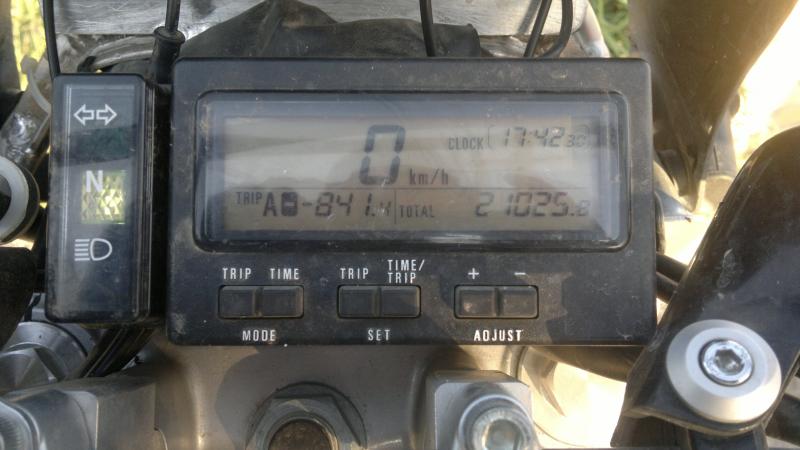 0 km/h
CLOCK 17:42 30
TRIP A -841.4
TOTAL 21025.8
N
TRIP TIME
MODE
TRIP TIME/TRIP
SET
+ -
ADJUST